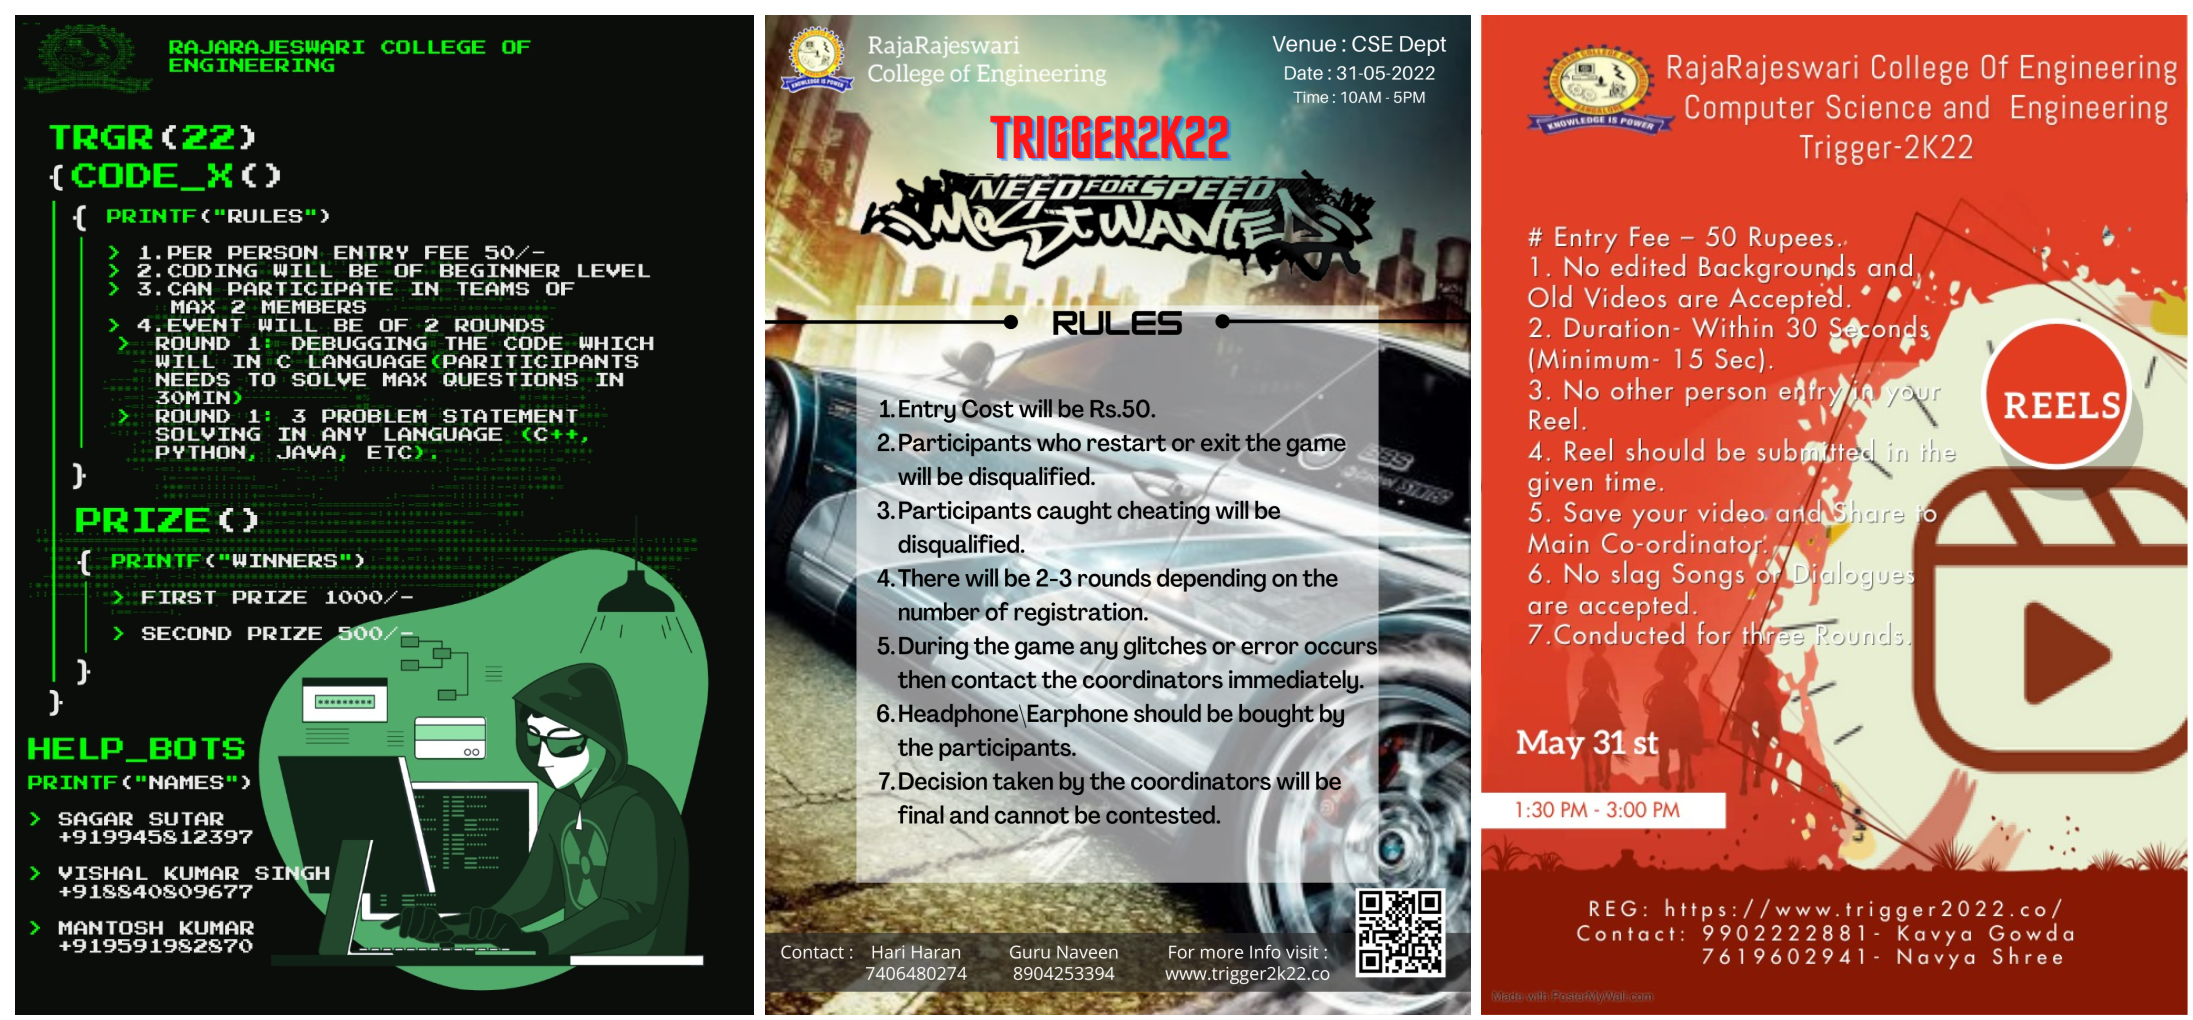 RAJARAJESWARI COLLEGE OF
ENGINEERING
TRGR(22)
{CODE_X()
{ PRINTF("RULES")
> 1.PER PERSON ENTRY FEE 50/-
> 2.CODING WILL BE OF BEGINNER LEVEL
> 3.CAN PARTICIPATE IN TEAMS OF
MAX 2 MEMBERS
> 4.EVENT WILL BE OF 2 ROUNDS
> ROUND 1: DEBUGGING THE CODE WHICH
WILL IN C LANGUAGE(PARITICIPANTS
NEEDS TO SOLVE MAX QUESTIONS IN
30MIN)
> ROUND 1: 3 PROBLEM STATEMENT
SOLVING IN ANY LANGUAGE (C++,
PYTHON, JAVA, ETC).
}
PRIZE()
{ PRINTF("WINNERS")
> FIRST PRIZE 1000/-
> SECOND PRIZE 500/-
}
}
HELP_BOTS
PRINTF("NAMES")
> SAGAR SUTAR
+919945812397
> VISHAL KUMAR SINGH
+918840809677
> MANTOSH KUMAR
+919591982870
RajaRajeswari
College of Engineering
Venue : CSE Dept
Date : 31-05-2022
Time : 10AM - 5PM
TRIGGER2K22
NEED FOR SPEED
MOST WANTED
RULES
1. Entry Cost will be Rs.50.
2. Participants who restart or exit the game
will be disqualified.
3. Participants caught cheating will be
disqualified.
4. There will be 2-3 rounds depending on the
number of registration.
5. During the game any glitches or error occurs
then contact the coordinators immediately.
6. Headphone\Earphone should be bought by
the participants.
7. Decision taken by the coordinators will be
final and cannot be contested.
Contact : Hari Haran Guru Naveen For more Info visit :
7406480274 8904253394 www.trigger2k22.co
KNOWLEDGE IS POWER
RajaRajeswari College Of Engineering
Computer Science and Engineering
Trigger-2K22
# Entry Fee – 50 Rupees.
1. No edited Backgrounds and
Old Videos are Accepted.
2. Duration- Within 30 Seconds
(Minimum- 15 Sec).
3. No other person entry in your
Reel.
4. Reel should be submitted in the
given time.
5. Save your video and Share to
Main Co-ordinator.
6. No slag Songs or Dialogues
are accepted.
7.Conducted for three Rounds.
REELS
May 31 st
1:30 PM - 3:00 PM
REG: https://www.trigger2022.co/
Contact: 9902222881- Kavya Gowda
7619602941- Navya Shree
Made with PosterMyWall.com